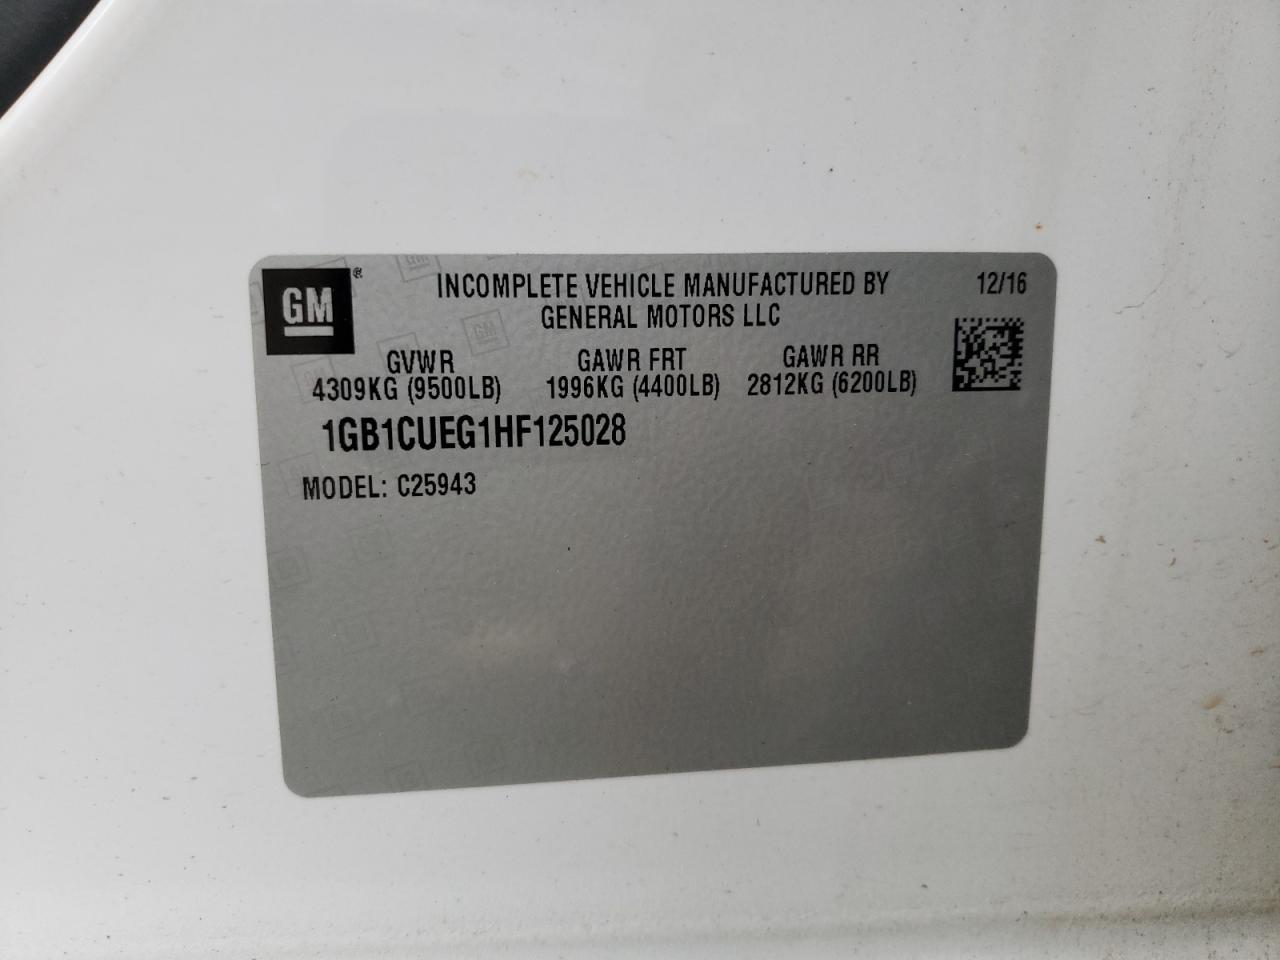 GM ®
INCOMPLETE VEHICLE MANUFACTURED BY
12/16
GENERAL MOTORS LLC
GVWR GAWR FRT GAWR RR
4309KG (9500LB) 1996KG (4400LB) 2812KG (6200LB)
1GB1CUEG1HF125028
MODEL: C25943